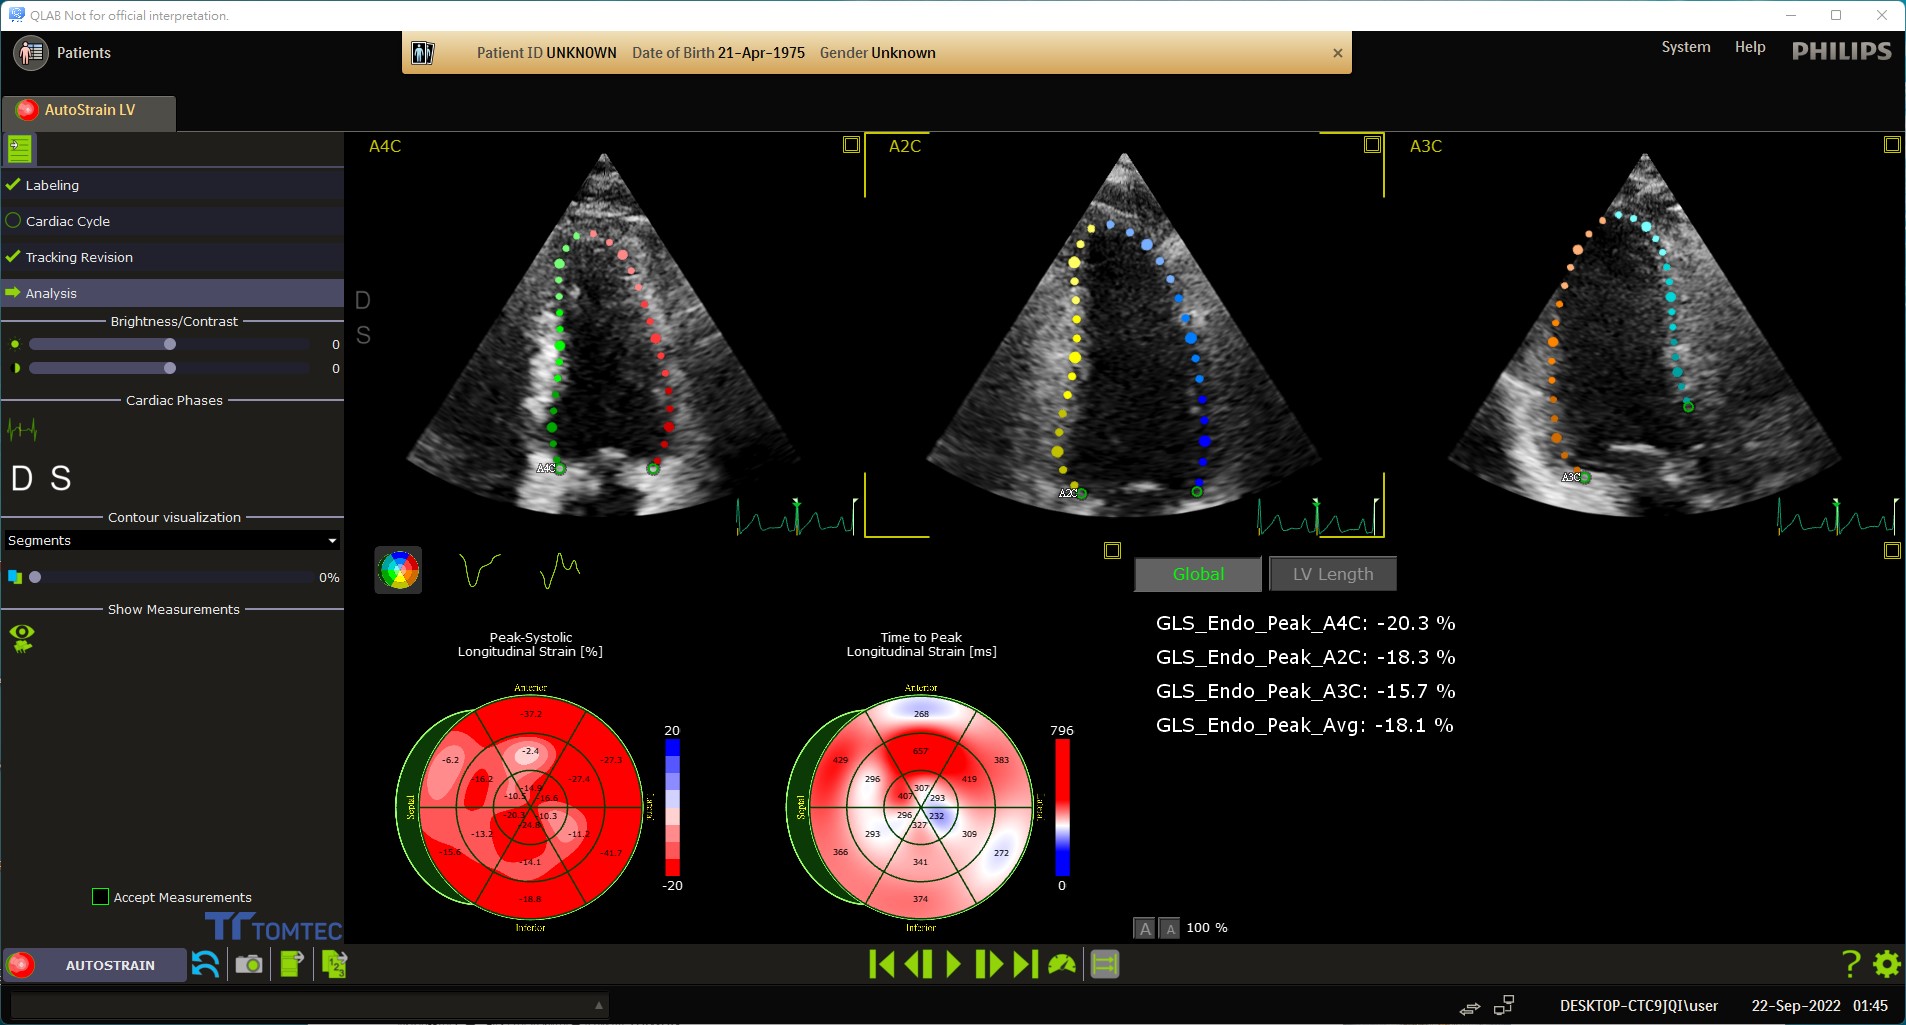 QLAB Not for official interpretation.
Patients
Patient ID UNKNOWN Date of Birth 21-Apr-1975 Gender Unknown
System Help PHILIPS
AutoStrain LV
Labeling
Cardiac Cycle
Tracking Revision
Analysis
Brightness/Contrast
0
0
Cardiac Phases
D S
Contour visualization
Segments
0%
Show Measurements
Accept Measurements
TOMTEC
A4C
D
S
A4C
A2C
A2C
A3C
A3C
Peak-Systolic
Longitudinal Strain [%]
Anterior
-37.2
-2.4
-6.2
-27.3
-16.2
-27.4
-14.9
-10.5
-16.6
Septal
-20.3
-10.3
-24.8
-13.2
-11.2
-15.6
-41.7
-14.1
-18.8
Inferior
20
-20
Time to Peak
Longitudinal Strain [ms]
Anterior
268
657
429
383
296
419
307
407
293
Septal
296
232
327
293
309
366
272
341
374
Inferior
796
0
Global LV Length
GLS_Endo_Peak_A4C: -20.3 %
GLS_Endo_Peak_A2C: -18.3 %
GLS_Endo_Peak_A3C: -15.7 %
GLS_Endo_Peak_Avg: -18.1 %
A A 100 %
AUTOSTRAIN
123
?
DESKTOP-CTC9JQI\user 22-Sep-2022 01:45